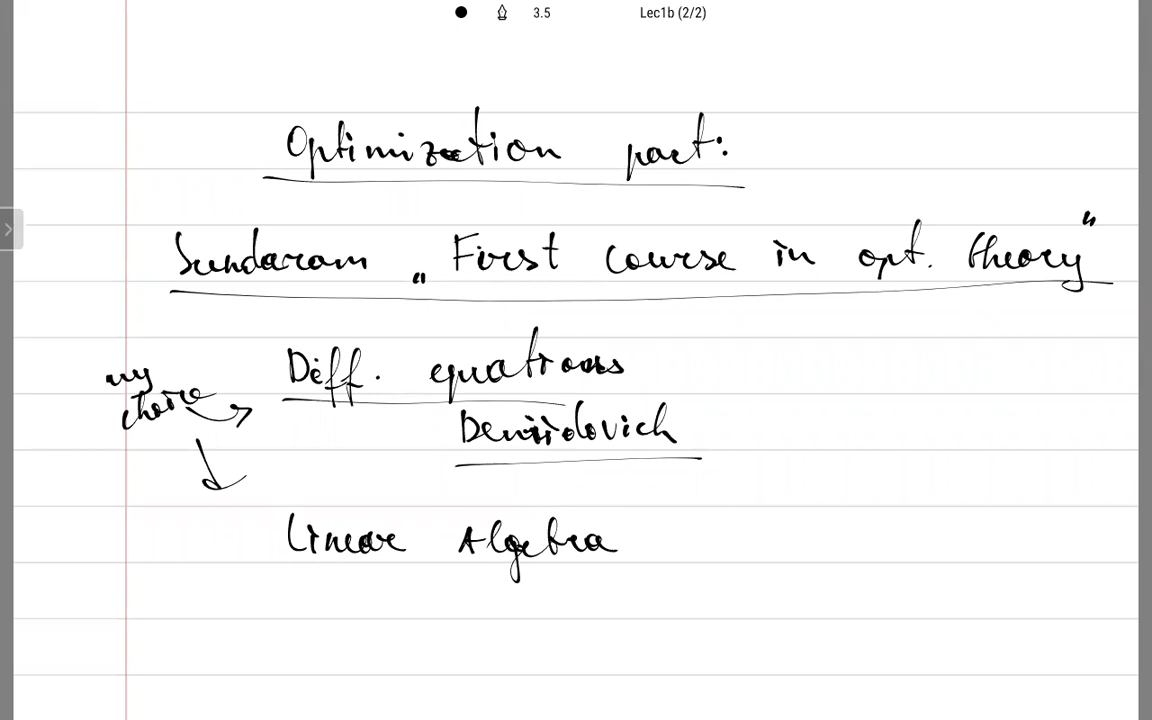 3.5 Lec1b (2/2)
Optimization part:
Sundaram „First course in opt. theory“
Diff. equations
my
choice
Demidovich
Linear Algebra